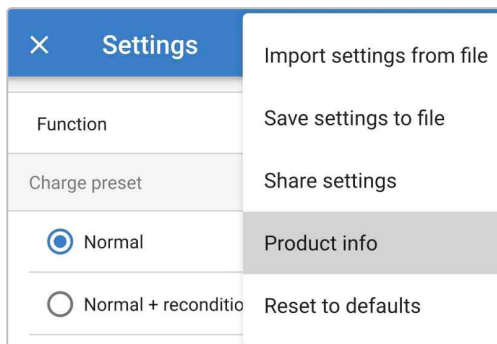 Settings
Function
Charge preset
Normal
Normal + reconditio
Import settings from file
Save settings to file
Share settings
Product info
Reset to defaults